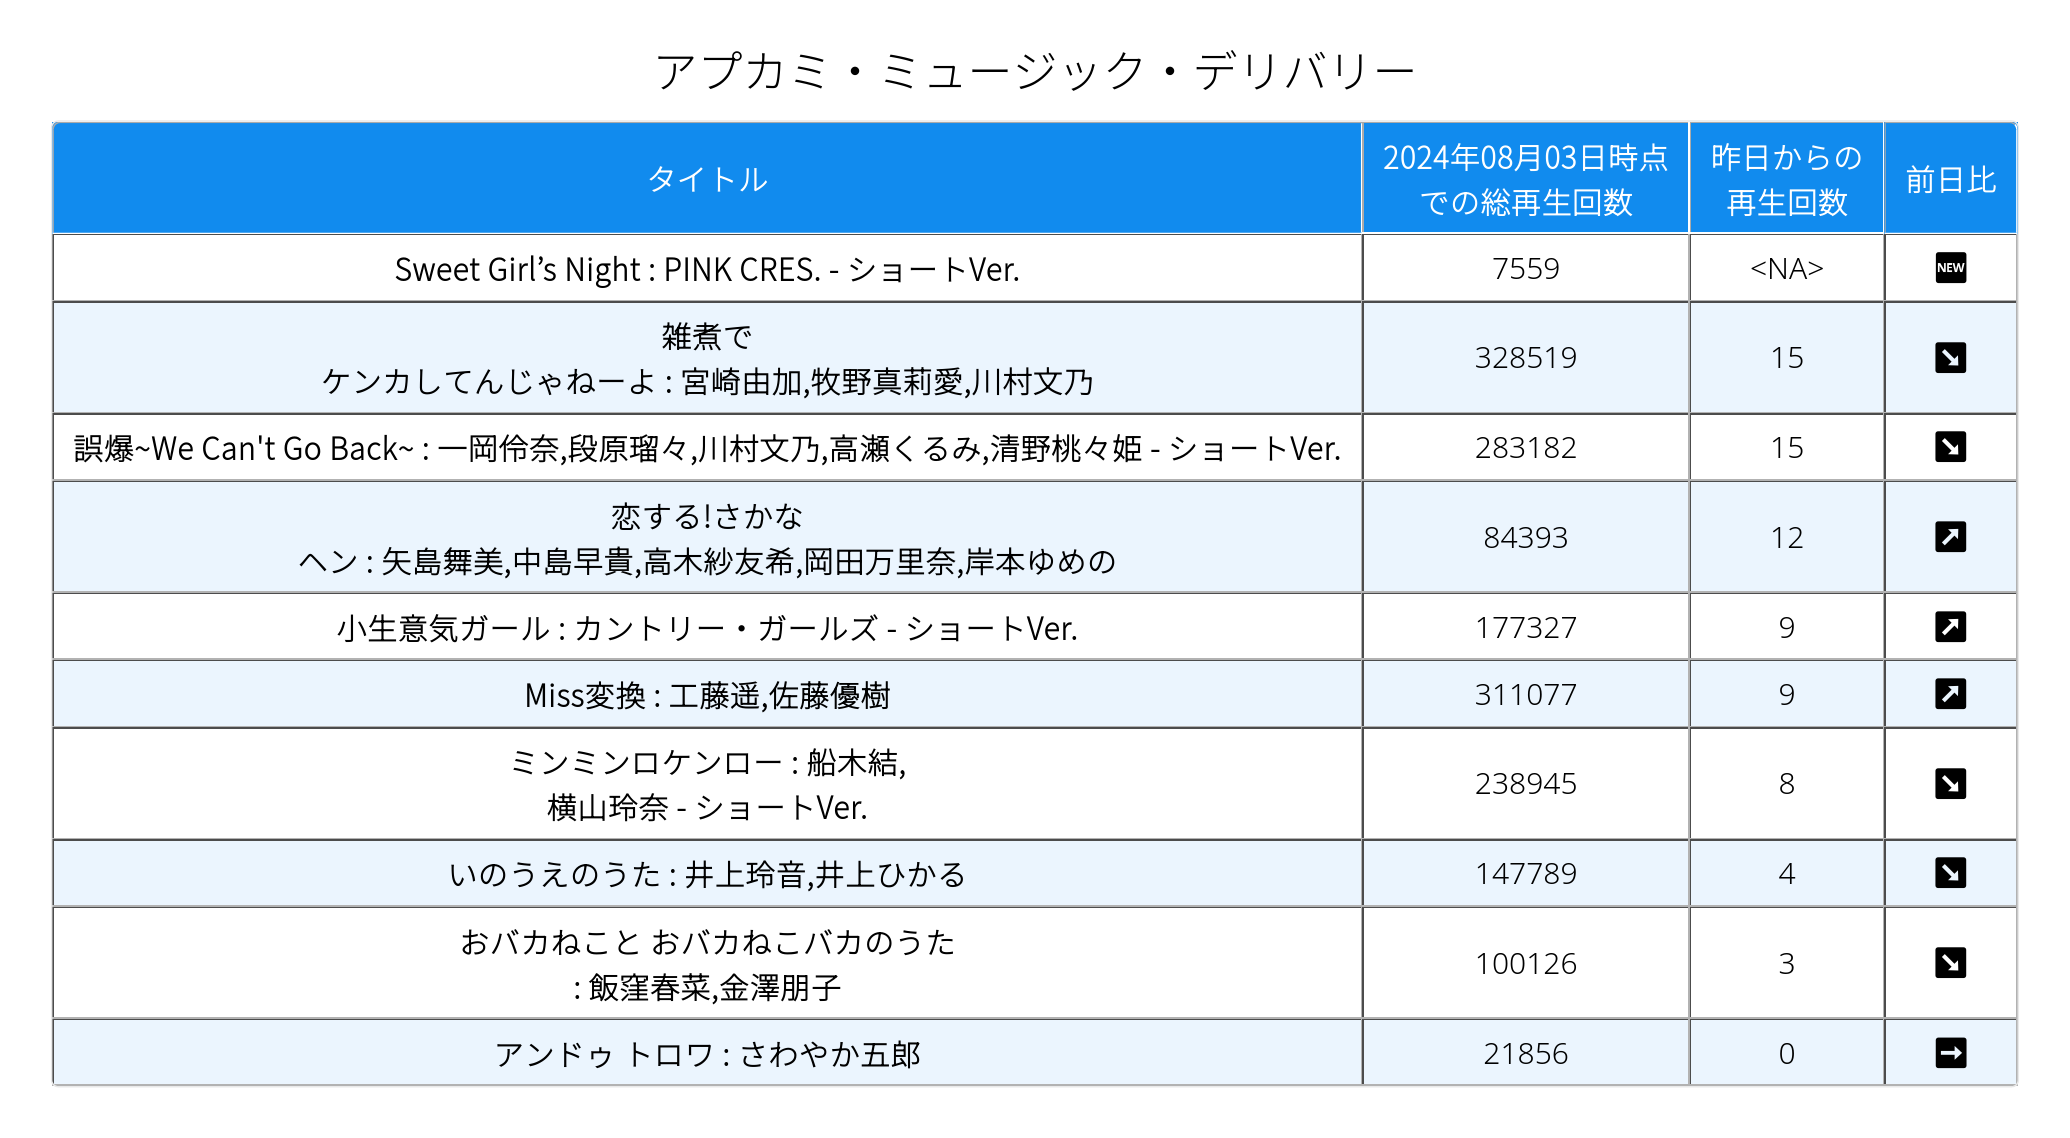 アプカミ・ミュージック・デリバリー
タイトル
2024年08月03日時点
での総再生回数
昨日からの
再生回数
前日比
Sweet Girl’s Night : PINK CRES. - ショートVer.
7559
<NA>
NEW
雑煮で
ケンカしてんじゃねーよ : 宮崎由加,牧野真莉愛,川村文乃
328519
15
誤爆~We Can't Go Back~ : 一岡伶奈,段原瑠々,川村文乃,高瀬くるみ,清野桃々姫 - ショートVer.
283182
15
恋する!さかな
ヘン : 矢島舞美,中島早貴,高木紗友希,岡田万里奈,岸本ゆめの
84393
12
小生意気ガール : カントリー・ガールズ - ショートVer.
177327
9
Miss変換 : 工藤遥,佐藤優樹
311077
9
ミンミンロケンロー : 船木結,
横山玲奈 - ショートVer.
238945
8
いのうえのうた : 井上玲音,井上ひかる
147789
4
おバカねこと おバカねこバカのうた
: 飯窪春菜,金澤朋子
100126
3
アンドゥ トロワ : さわやか五郎
21856
0